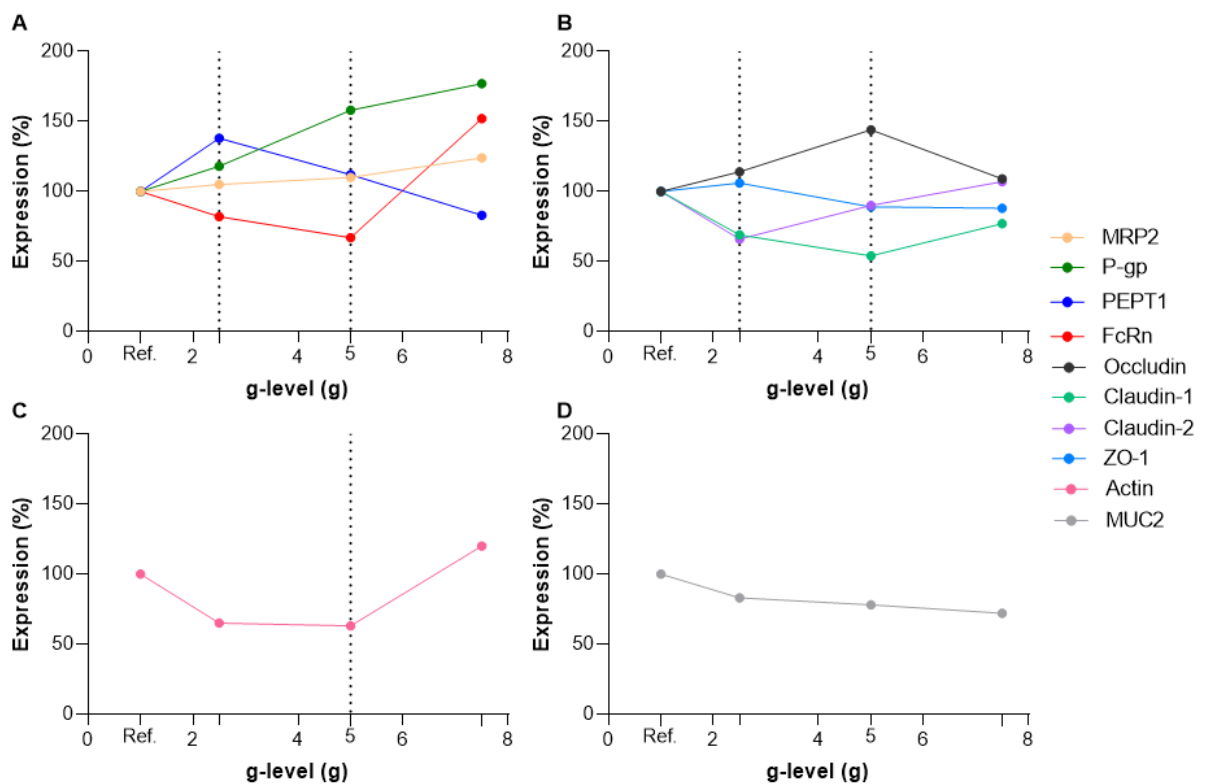 A
B
200
150
100
50
0
Expression (%)
0 Ref. 2 4 5 6 8
g-level (g)
200
150
100
50
0
Expression (%)
0 Ref. 2 4 5 6 8
g-level (g)
MRP2
P-gp
PEPT1
FcRn
Occludin
Claudin-1
Claudin-2
ZO-1
Actin
MUC2
C
D
200
150
100
50
0
Expression (%)
0 Ref. 2 4 5 6 8
g-level (g)
200
150
100
50
0
Expression (%)
0 Ref. 2 4 5 6 8
g-level (g)